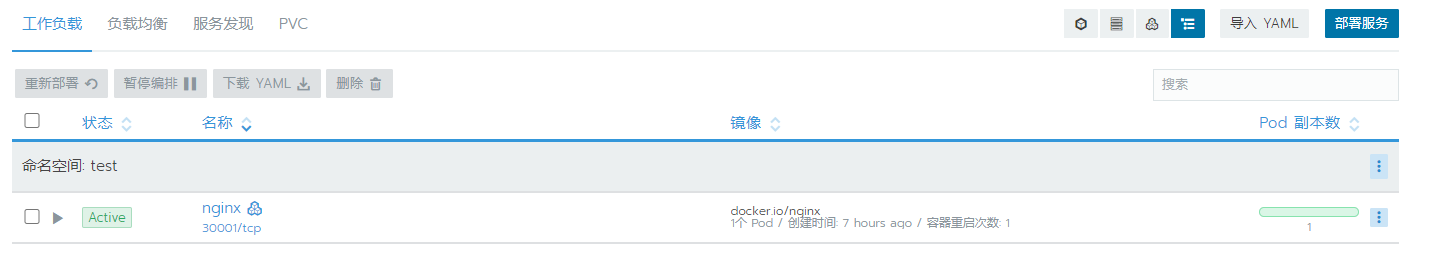 工作负载 负载均衡 服务发现 PVC 导入 YAML 部署服务
重新部署 暂停编排 下载 YAML 删除 搜索
状态 名称 镜像 Pod 副本数
命名空间: test
Active nginx docker.io/nginx
30001/tcp 1个 Pod / 创建时间: 7 hours ago / 容器重启次数: 1 1